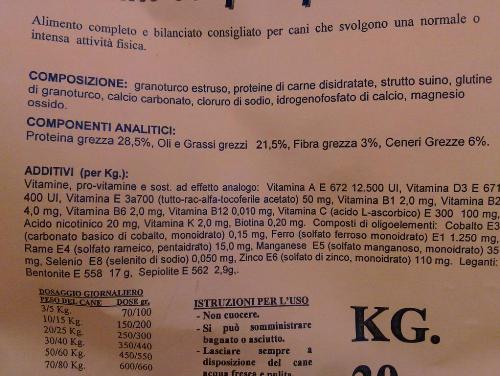 Alimento completo e bilanciato consigliato per cani che svolgono una normale o
intensa attività fisica.
COMPOSIZIONE: granoturco estruso, proteine di carne disidratate, strutto suino, glutine
di granoturco, calcio carbonato, cloruro di sodio, idrogenofosfato di calcio, magnesio
ossido.
COMPONENTI ANALITICI:
Proteina grezza 28,5%, Oli e Grassi grezzi 21,5%, Fibra grezza 3%, Ceneri Grezze 6%.
ADDITIVI (per Kg.):
Vitamine, pro-vitamine e sost. ad effetto analogo: Vitamina A E 672 12.500 UI, Vitamina D3 E 671
400 UI, Vitamina E 3a700 (tutto-rac-alfa-tocoferile acetato) 50 mg, Vitamina B1 2,0 mg, Vitamina B2
4,0 mg, Vitamina B6 2,0 mg, Vitamina B12 0,010 mg, Vitamina C (acido L-ascorbico) E 300 100 mg,
Acido nicotinico 20 mg, Vitamina K 2,0 mg, Biotina 0,20 mg. Composti di oligoelementi: Cobalto E3
(carbonato basico di cobalto, monoidrato) 0,15 mg, Ferro (solfato ferroso monoidrato) E1 1.250 mg,
Rame E4 (solfato rameico, pentaidrato) 15,0 mg, Manganese E5 (solfato manganoso, monoidrato) 35
mg, Selenio E8 (selenito di sodio) 0,050 mg, Zinco E6 (solfato di zinco, monoidrato) 110 mg. Leganti:
Bentonite E 558 17 g, Sepiolite E 562 2,9g..
DOSAGGIO GIORNALIERO
PESO DEL CANE DOSE gr.
3/5 Kg. 70/100
10/15 Kg. 150/200
20/25 Kg. 250/300
30/40 Kg. 350/440
50/60 Kg. 450/550
70/80 Kg. 600/660
ISTRUZIONI PER L'USO
- Non cuocere.
- Si può somministrare
bagnato o asciutto.
- Lasciare sempre a
disposizione del cane
acqua fresca e pulita.
KG.
20